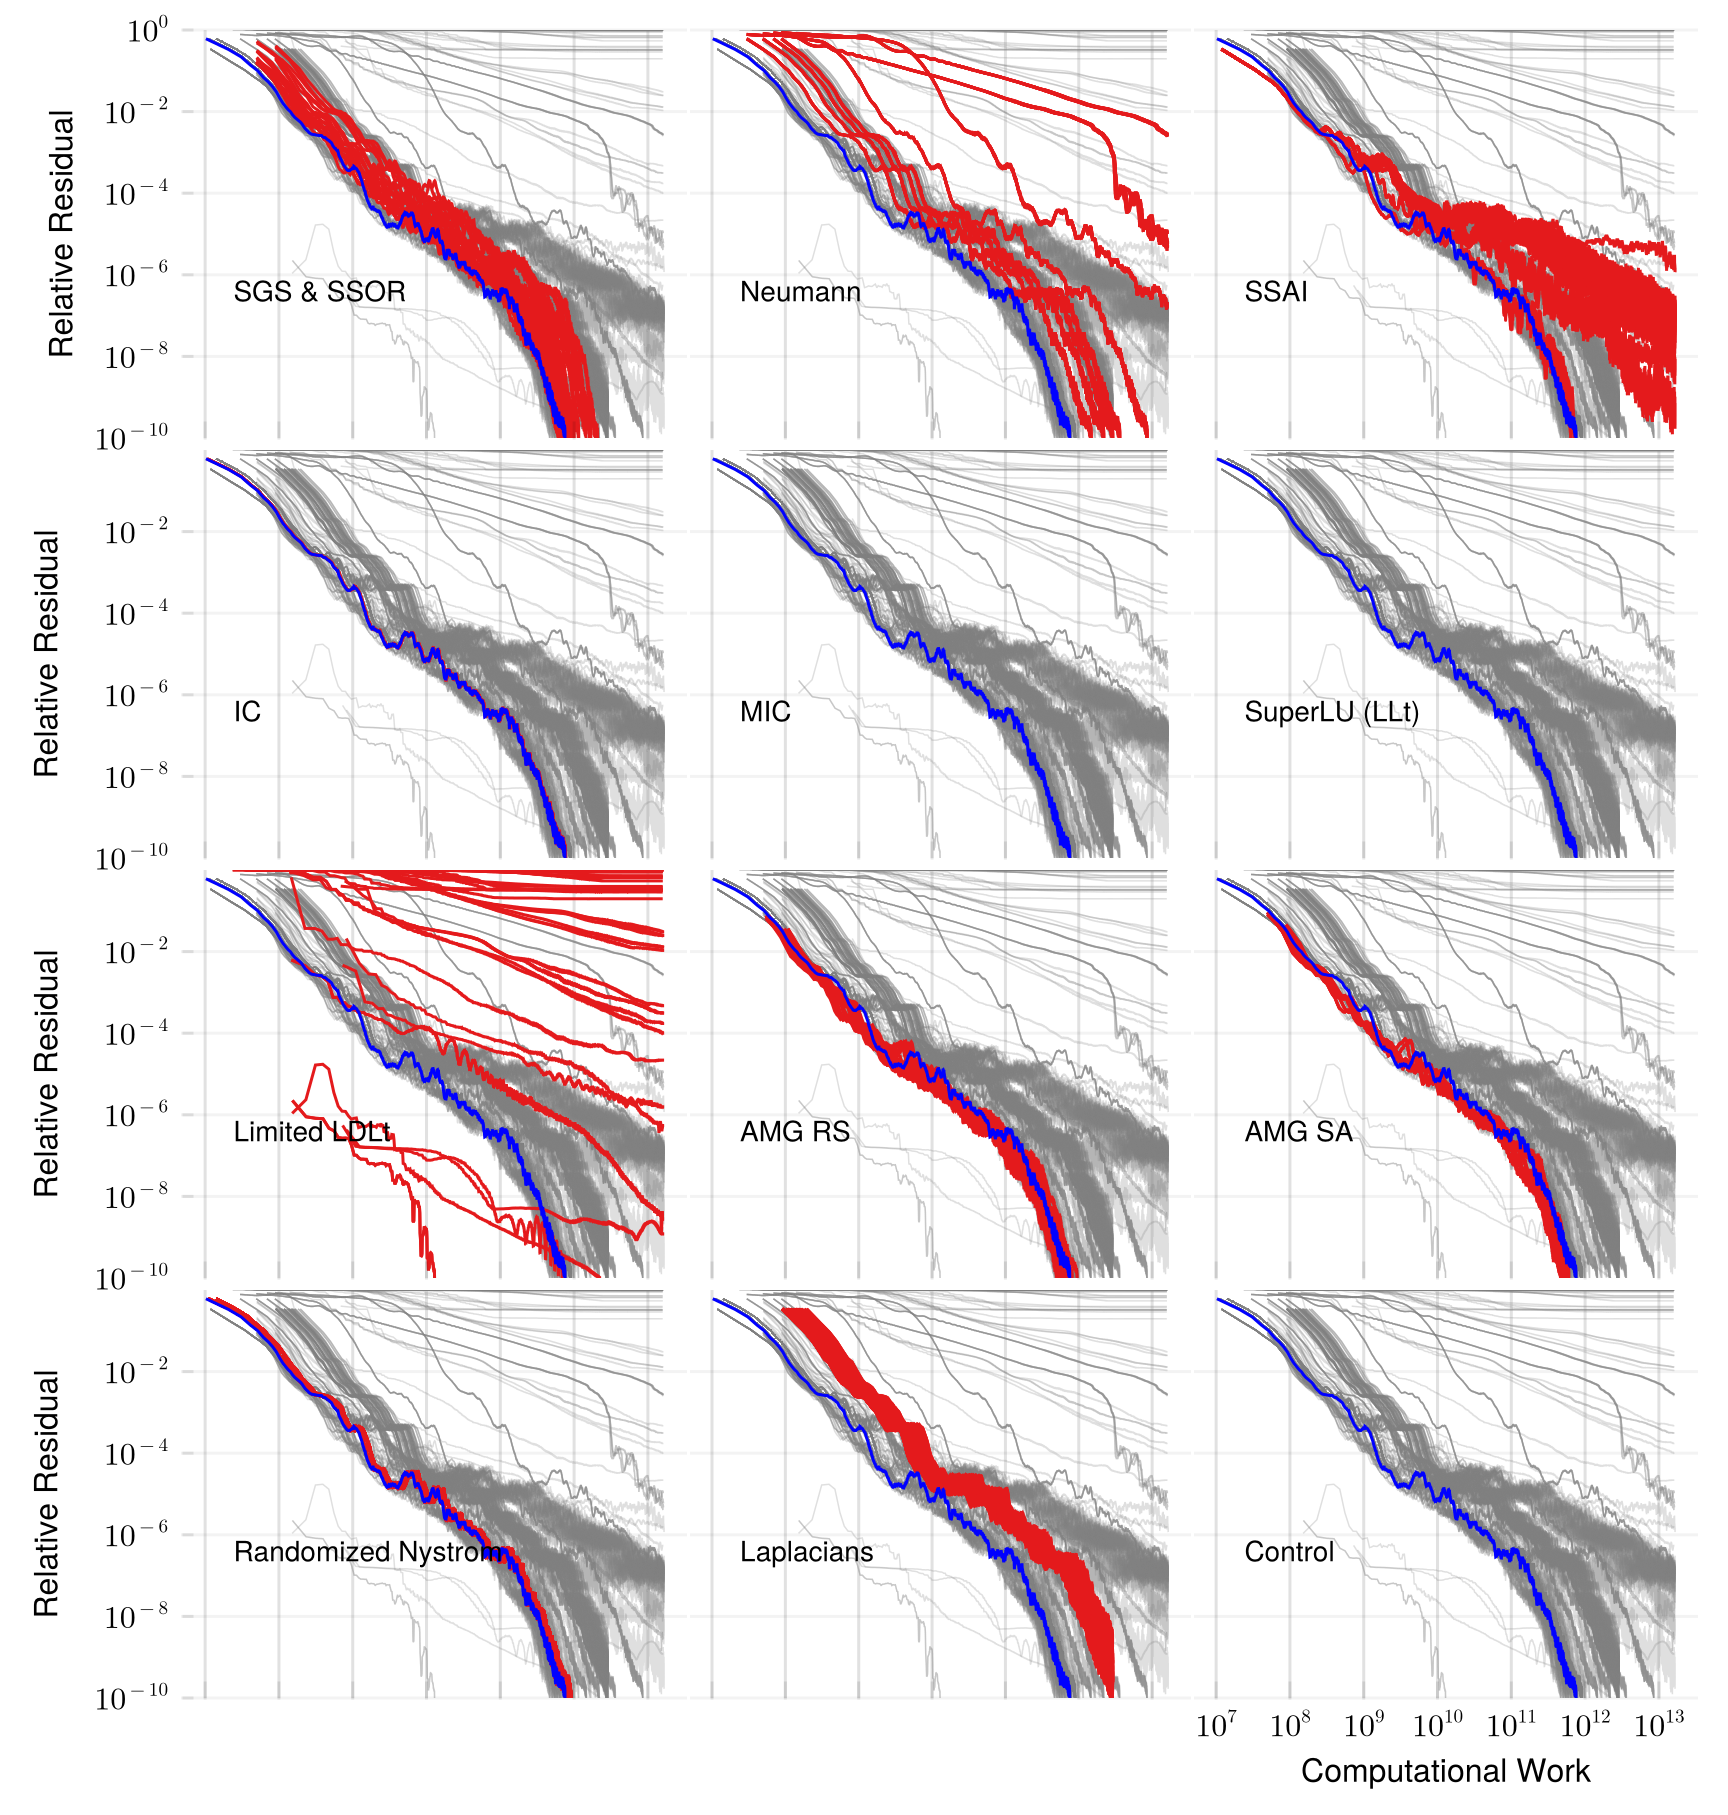 10^0
10^−2
10^−4
10^−6
10^−8
10^−10
Relative Residual
SGS & SSOR
Neumann
SSAI
10^−2
10^−4
10^−6
10^−8
10^−10
Relative Residual
IC
MIC
SuperLU (LLt)
10^−2
10^−4
10^−6
10^−8
10^−10
Relative Residual
Limited LDLt
AMG RS
AMG SA
10^−2
10^−4
10^−6
10^−8
10^−10
Relative Residual
Randomized Nystrom
Laplacians
Control
10^7 10^8 10^9 10^10 10^11 10^12 10^13
Computational Work